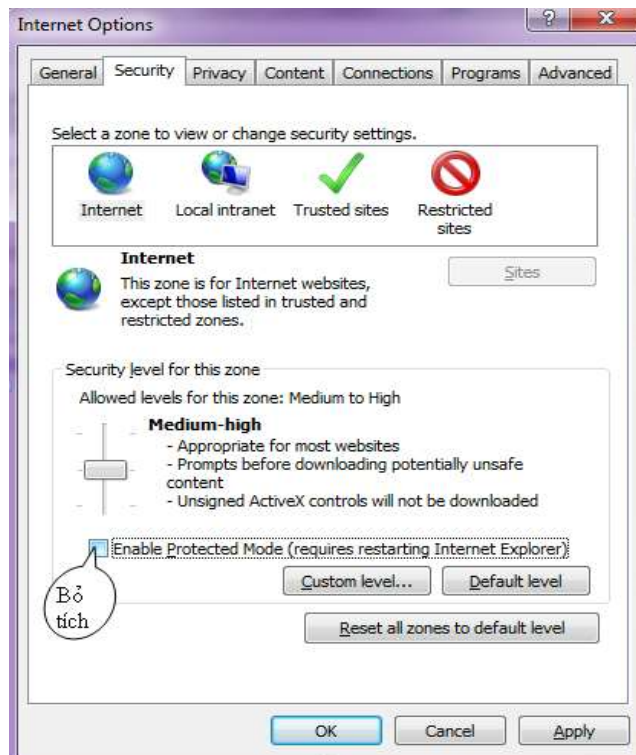 Internet Options
General Security Privacy Content Connections Programs Advanced
Select a zone to view or change security settings.
Internet Local intranet Trusted sites Restricted
sites
Internet
This zone is for Internet websites,
except those listed in trusted and
restricted zones.
Sites
Security level for this zone
Allowed levels for this zone: Medium to High
Medium-high
- Appropriate for most websites
- Prompts before downloading potentially unsafe
content
- Unsigned ActiveX controls will not be downloaded
Enable Protected Mode (requires restarting Internet Explorer)
Bỏ
tích
Custom level... Default level
Reset all zones to default level
OK Cancel Apply